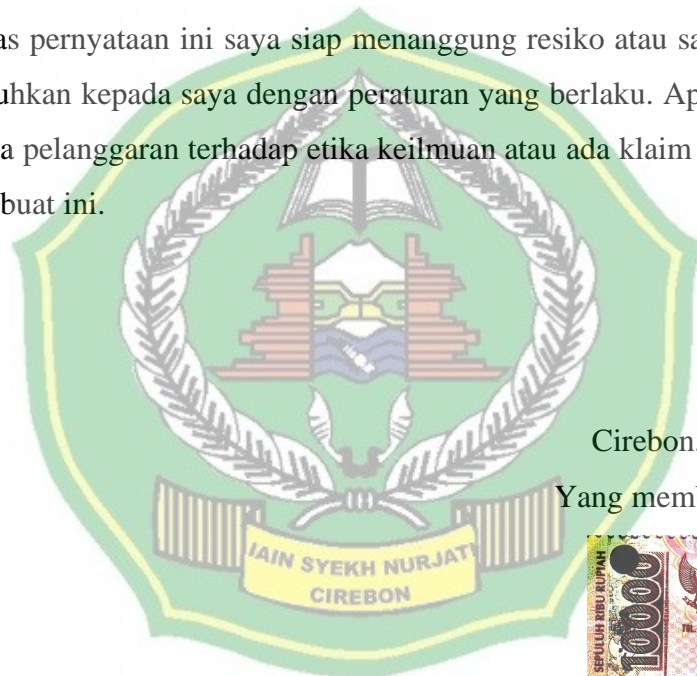 as pernyataan ini saya siap menanggung resiko atau sa
uhkan kepada saya dengan peraturan yang berlaku. Ap
a pelanggaran terhadap etika keilmuan atau ada klaim
buat ini.
Cirebon,
Yang memb
IAIN SYEKH NURJATI
CIREBON
SEPULUH RIBU RUPIAH
10000